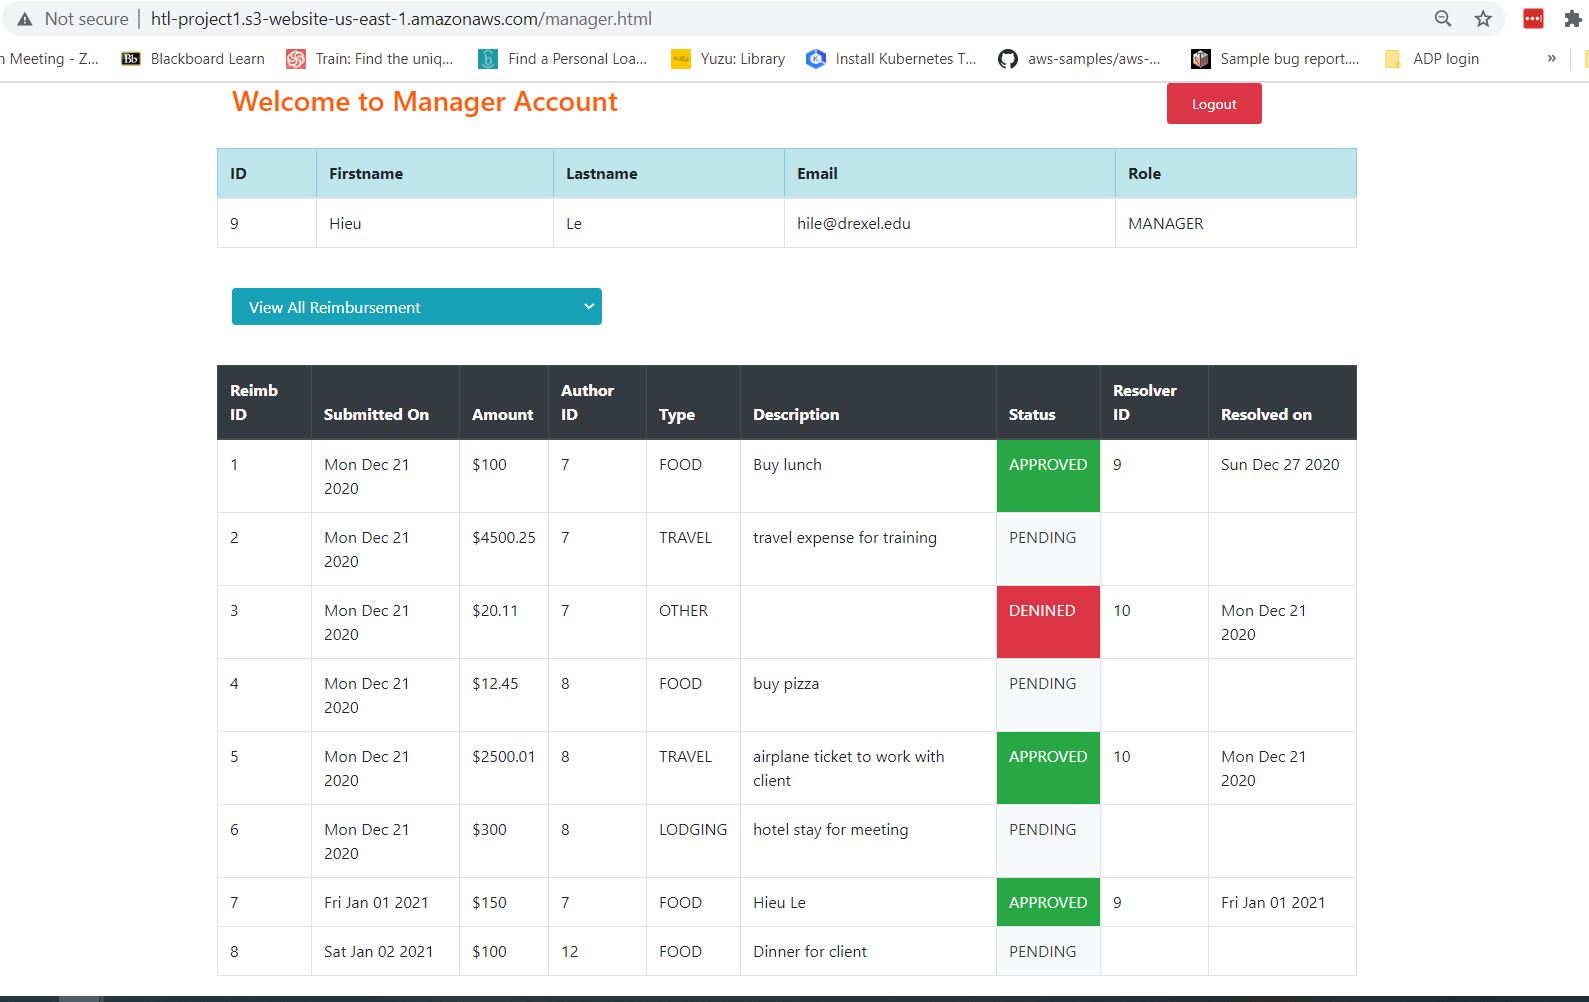 Not secure | htl-project1.s3-website-us-east-1.amazonaws.com/manager.html
n Meeting - Z... Bb Blackboard Learn Train: Find the uniq... Find a Personal Loa... Yuzu: Library Install Kubernetes T... aws-samples/aws-... Sample bug report.... ADP login »
Welcome to Manager Account Logout
ID Firstname Lastname Email Role
9 Hieu Le hile@drexel.edu MANAGER
View All Reimbursement
Reimb ID Submitted On Amount Author ID Type Description Status Resolver ID Resolved on
1 Mon Dec 21 2020 $100 7 FOOD Buy lunch APPROVED 9 Sun Dec 27 2020
2 Mon Dec 21 2020 $4500.25 7 TRAVEL travel expense for training PENDING
3 Mon Dec 21 2020 $20.11 7 OTHER DENINED 10 Mon Dec 21 2020
4 Mon Dec 21 2020 $12.45 8 FOOD buy pizza PENDING
5 Mon Dec 21 2020 $2500.01 8 TRAVEL airplane ticket to work with client APPROVED 10 Mon Dec 21 2020
6 Mon Dec 21 2020 $300 8 LODGING hotel stay for meeting PENDING
7 Fri Jan 01 2021 $150 7 FOOD Hieu Le APPROVED 9 Fri Jan 01 2021
8 Sat Jan 02 2021 $100 12 FOOD Dinner for client PENDING